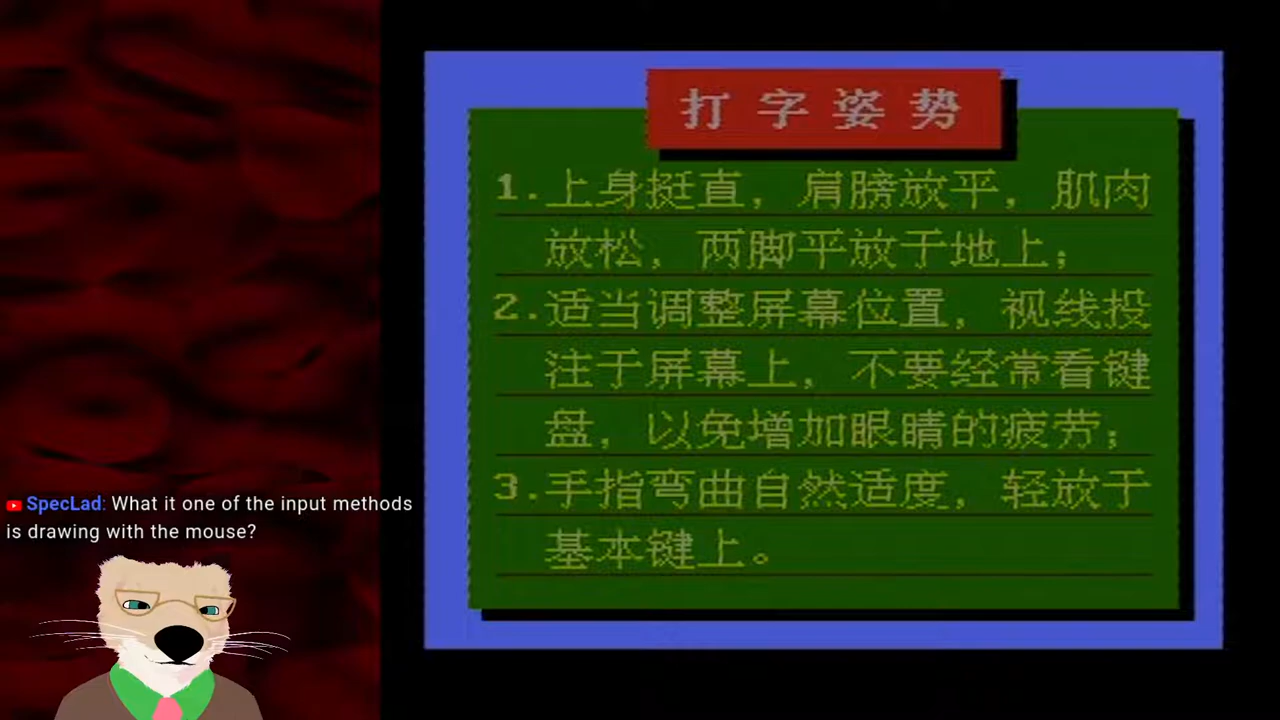 打字姿势
1.上身挺直，肩膀放平，肌肉
放松，两脚平放于地上；
2.适当调整屏幕位置，视线投
注于屏幕上，不要经常看键
盘，以免增加眼睛的疲劳；
3.手指弯曲自然适度，轻放于
基本键上。
SpecLad: What it one of the input methods
is drawing with the mouse?